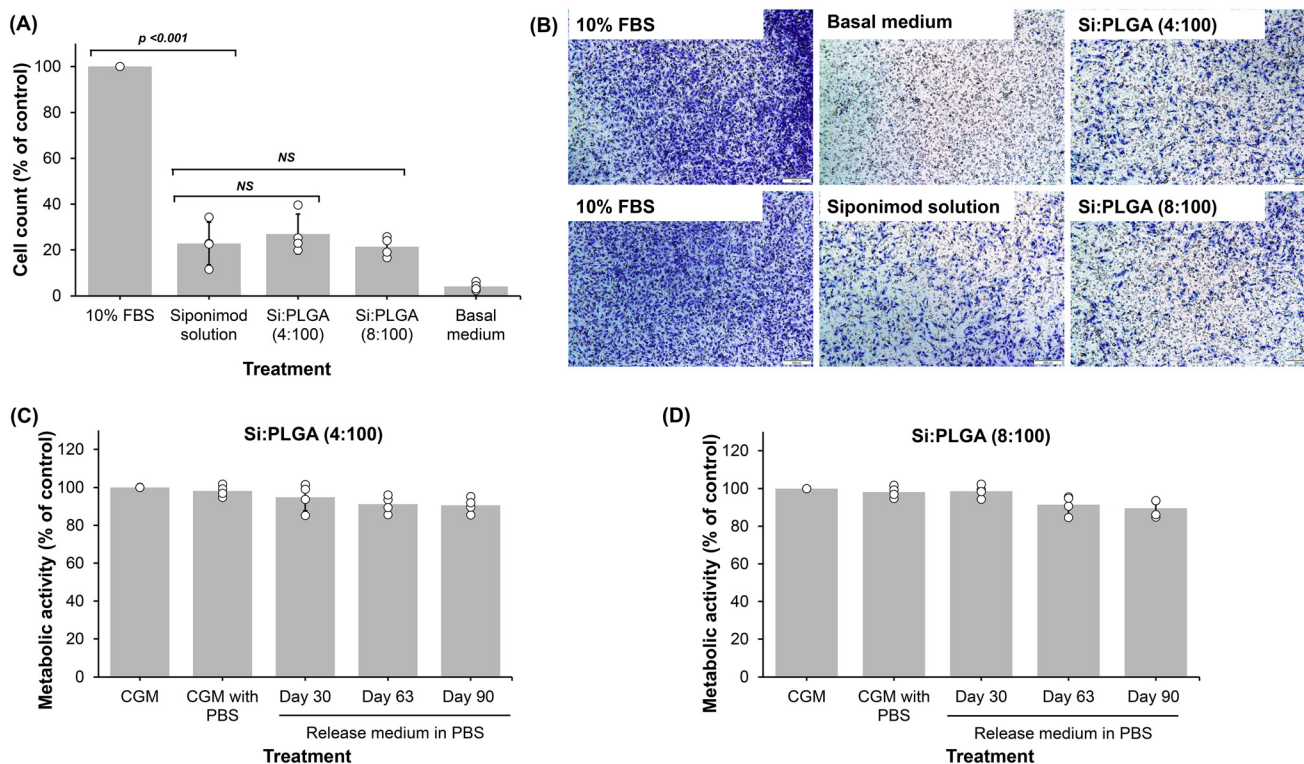 (A)
p <0.001
NS
NS
Cell count (% of control)
100
80
60
40
20
0
10% FBS
Siponimod
solution
Si:PLGA
(4:100)
Si:PLGA
(8:100)
Basal
medium
Treatment
(B)
10% FBS
Basal medium
Si:PLGA (4:100)
10% FBS
Siponimod solution
Si:PLGA (8:100)
(C)
Si:PLGA (4:100)
Metabolic activity (% of control)
120
100
80
60
40
20
0
CGM
CGM with
PBS
Day 30
Day 63
Day 90
Release medium in PBS
Treatment
(D)
Si:PLGA (8:100)
Metabolic activity (% of control)
120
100
80
60
40
20
0
CGM
CGM with
PBS
Day 30
Day 63
Day 90
Release medium in PBS
Treatment